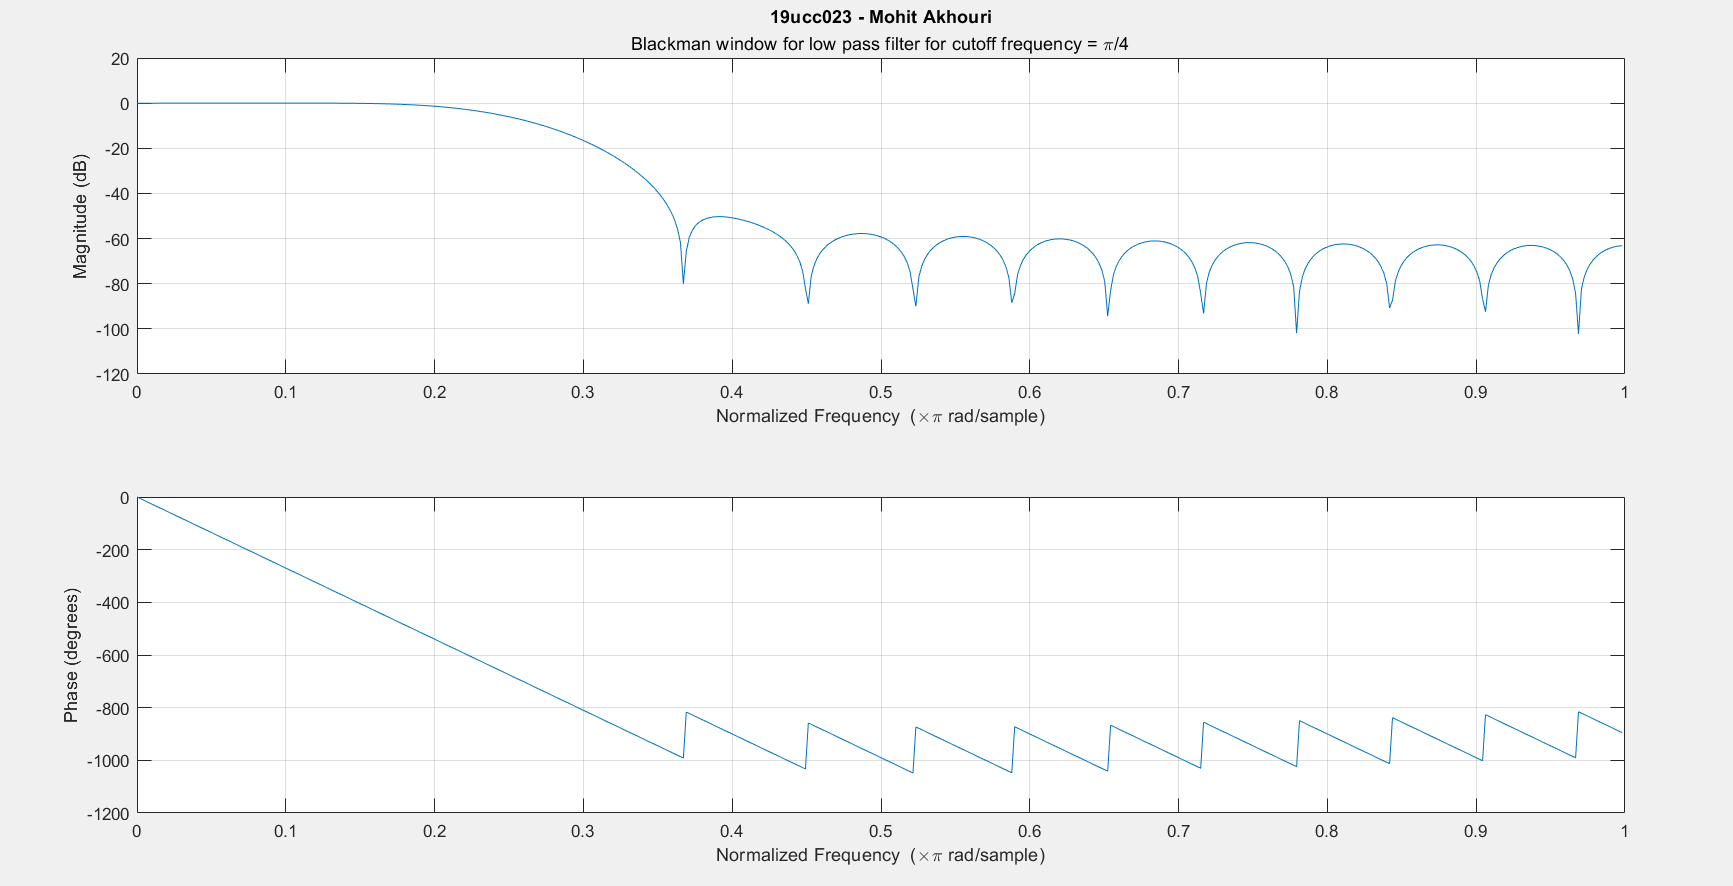 19ucc023 - Mohit Akhouri
Blackman window for low pass filter for cutoff frequency = π/4
20
0
-20
-40
-60
-80
-100
-120
Magnitude (dB)
0 0.1 0.2 0.3 0.4 0.5 0.6 0.7 0.8 0.9 1
Normalized Frequency (×π rad/sample)
0
-200
-400
-600
-800
-1000
-1200
Phase (degrees)
0 0.1 0.2 0.3 0.4 0.5 0.6 0.7 0.8 0.9 1
Normalized Frequency (×π rad/sample)